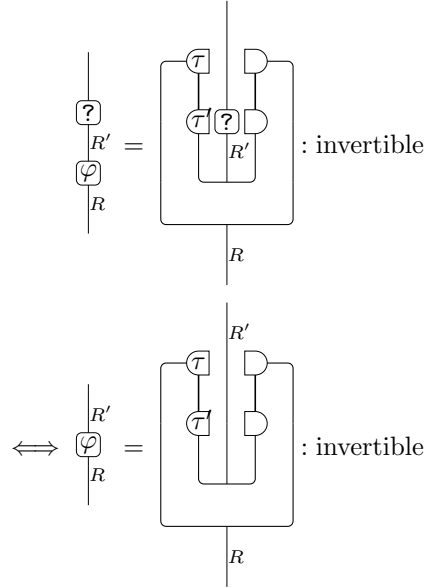 τ
? τ′ ?
R′ = R′ : invertible
φ
R
R
R′
τ
R′ τ′
⟺ φ = : invertible
R
R